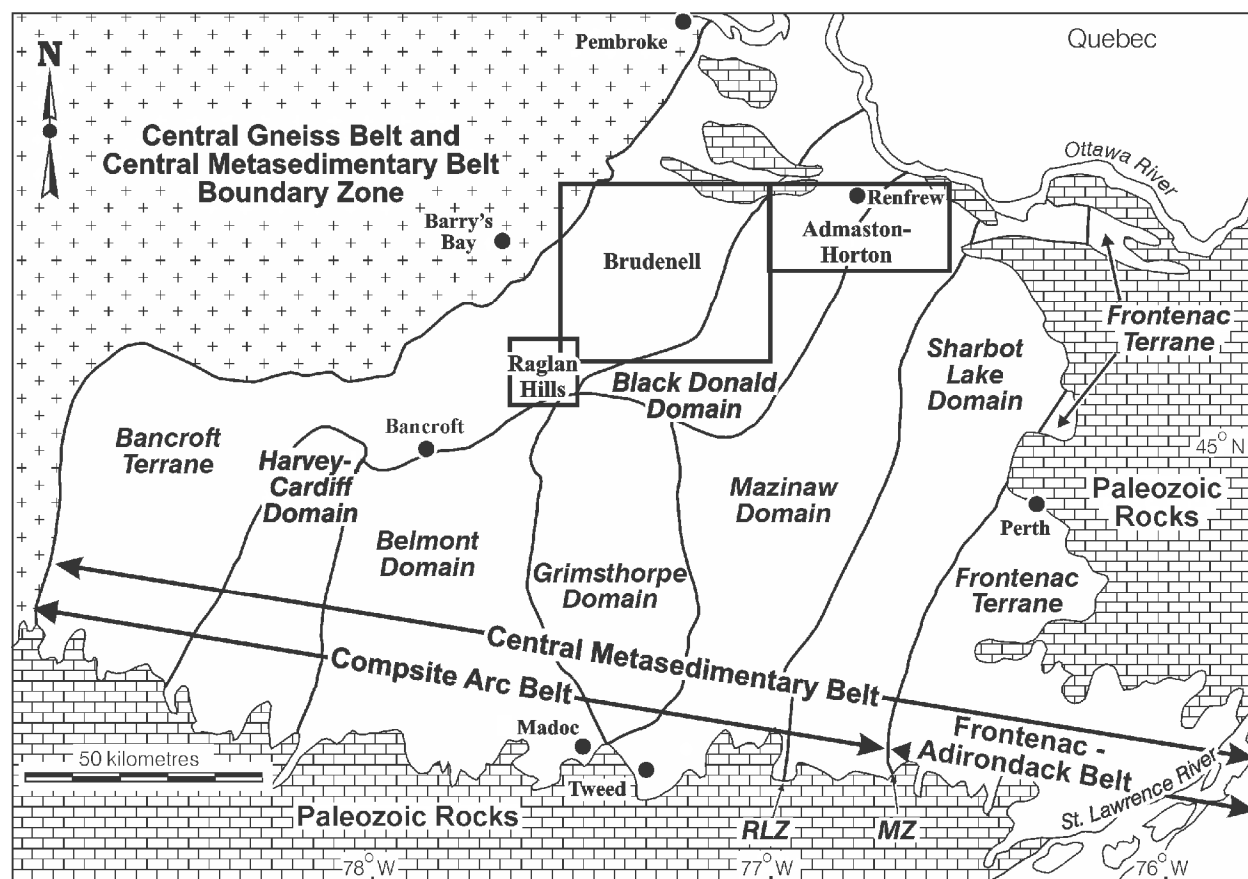 Pembroke
Quebec
N
Central Gneiss Belt and
Central Metasedimentary Belt
Boundary Zone
Ottawa River
Barry's
Bay
Renfrew
Admaston-
Horton
Brudenell
Frontenac
Terrane
Sharbot
Lake
Domain
Raglan
Hills
Black Donald
Domain
Bancroft
Bancroft
Terrane
45° N
Harvey-
Cardiff
Domain
Mazinaw
Domain
Paleozoic
Rocks
Perth
Belmont
Domain
Grimsthorpe
Domain
Frontenac
Terrane
Central Metasedimentary Belt
Compsite Arc Belt
Frontenac -
Adirondack Belt
Madoc
50 kilometres
Tweed
St. Lawrence River
Paleozoic Rocks
RLZ
MZ
78° W
77° W
76° W